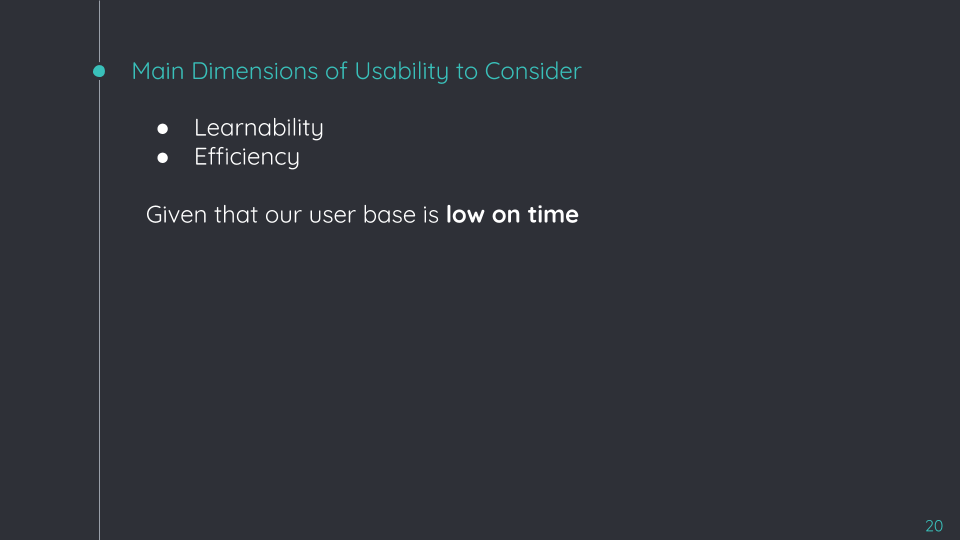 Main Dimensions of Usability to Consider
● Learnability
● Efficiency
Given that our user base is low on time
20